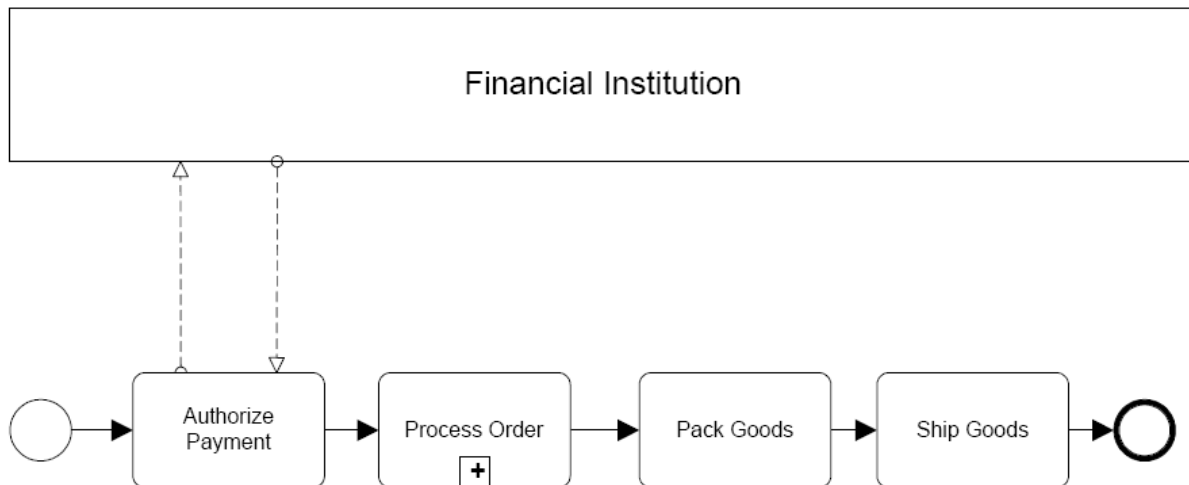 Financial Institution
Authorize
Payment
Process Order
Pack Goods
Ship Goods